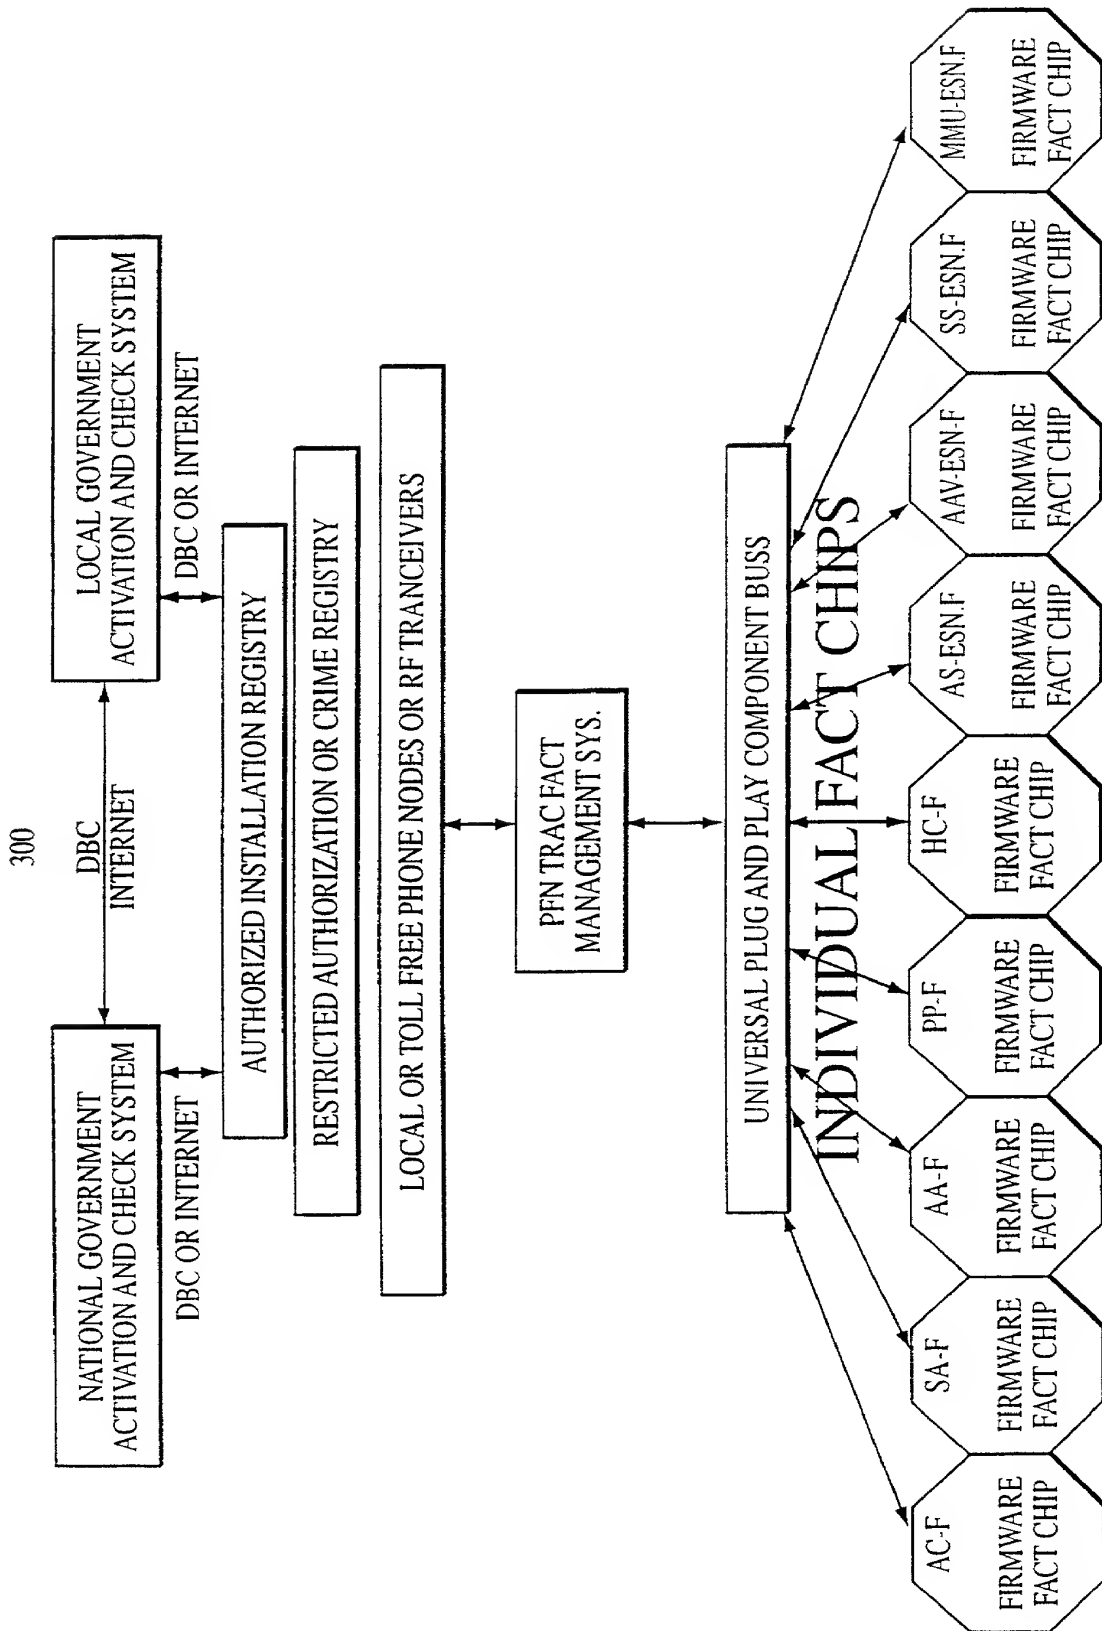 300
NATIONAL GOVERNMENT
ACTIVATION AND CHECK SYSTEM
DBC
INTERNET
LOCAL GOVERNMENT
ACTIVATION AND CHECK SYSTEM
DBC OR INTERNET
DBC OR INTERNET
AUTHORIZED INSTALLATION REGISTRY
RESTRICTED AUTHORIZATION OR CRIME REGISTRY
LOCAL OR TOLL FREE PHONE NODES OR RF TRANCEIVERS
PFN TRAC FACT
MANAGEMENT SYS.
UNIVERSAL PLUG AND PLAY COMPONENT BUSS
INDIVIDUAL FACT CHIPS
AC-F
FIRMWARE
FACT CHIP
SA-F
FIRMWARE
FACT CHIP
AA-F
FIRMWARE
FACT CHIP
PP-F
FIRMWARE
FACT CHIP
HC-F
FIRMWARE
FACT CHIP
AS-ESN.F
FIRMWARE
FACT CHIP
AAV-ESN-F
FIRMWARE
FACT CHIP
SS-ESN.F
FIRMWARE
FACT CHIP
MMU-ESN.F
FIRMWARE
FACT CHIP